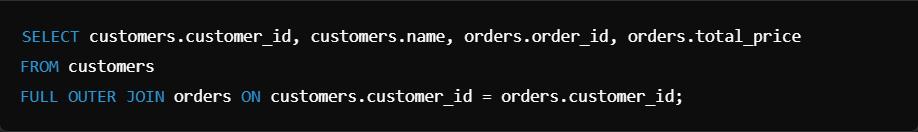 SELECT customers.customer_id, customers.name, orders.order_id, orders.total_price
FROM customers
FULL OUTER JOIN orders ON customers.customer_id = orders.customer_id;